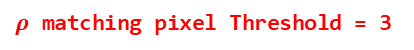 ρ matching pixel Threshold = 3